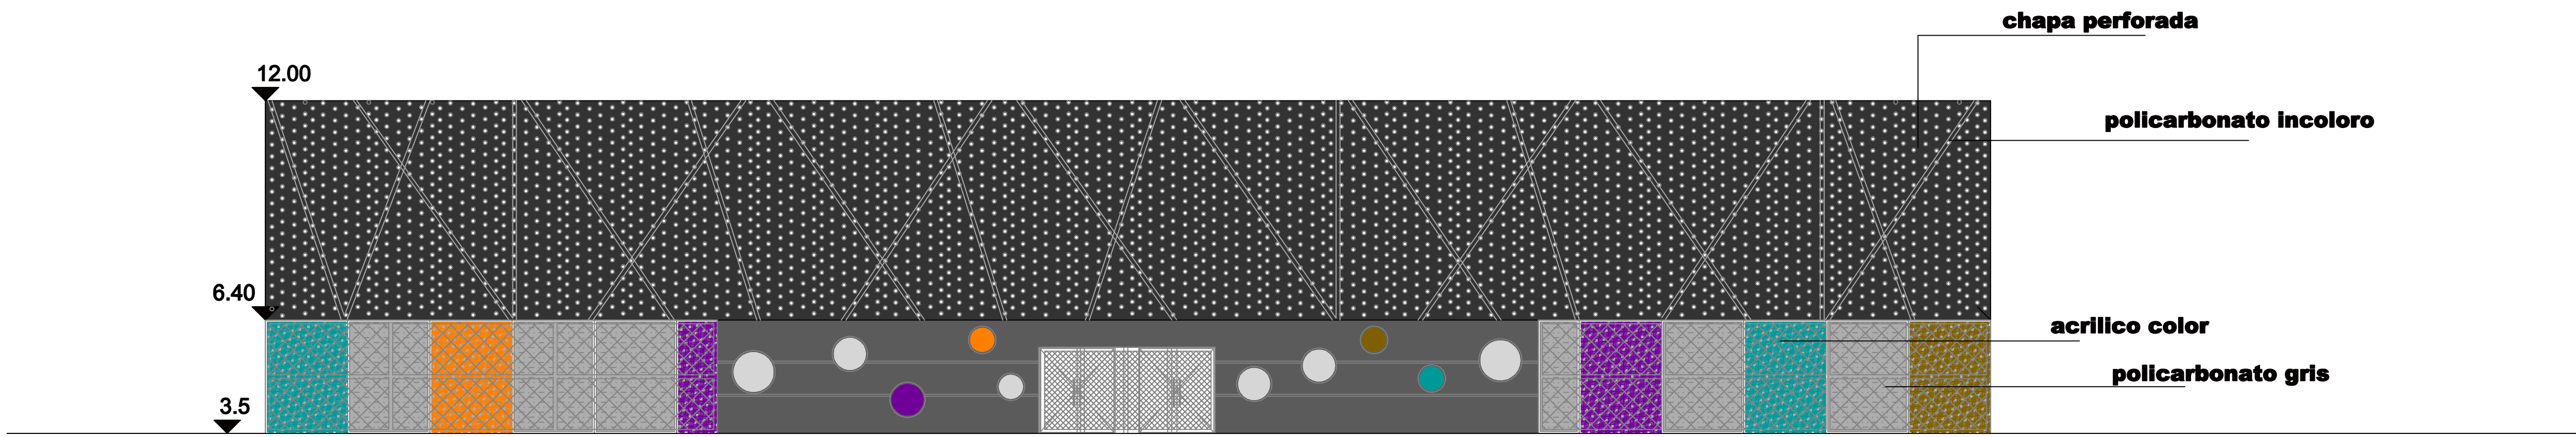 chapa perforada
12.00
policarbonato incoloro
6.40
acrilico color
policarbonato gris
3.5